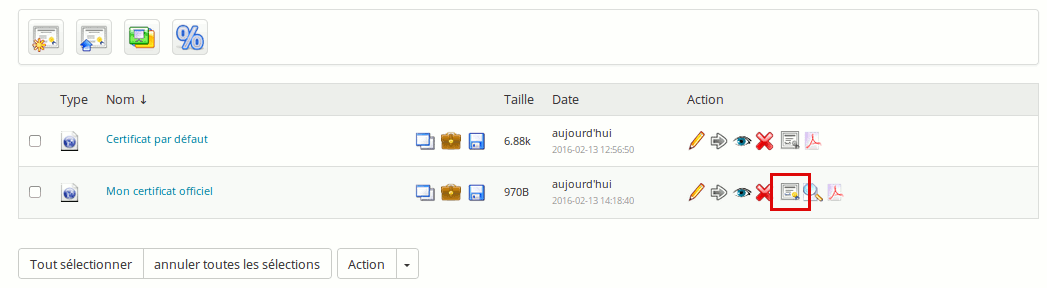 %
Type Nom ↓ Taille Date Action
Certificat par défaut 6.88k aujourd'hui
2016-02-13 12:56:50
Mon certificat officiel 970B aujourd'hui
2016-02-13 14:18:40
Tout sélectionner annuler toutes les sélections Action